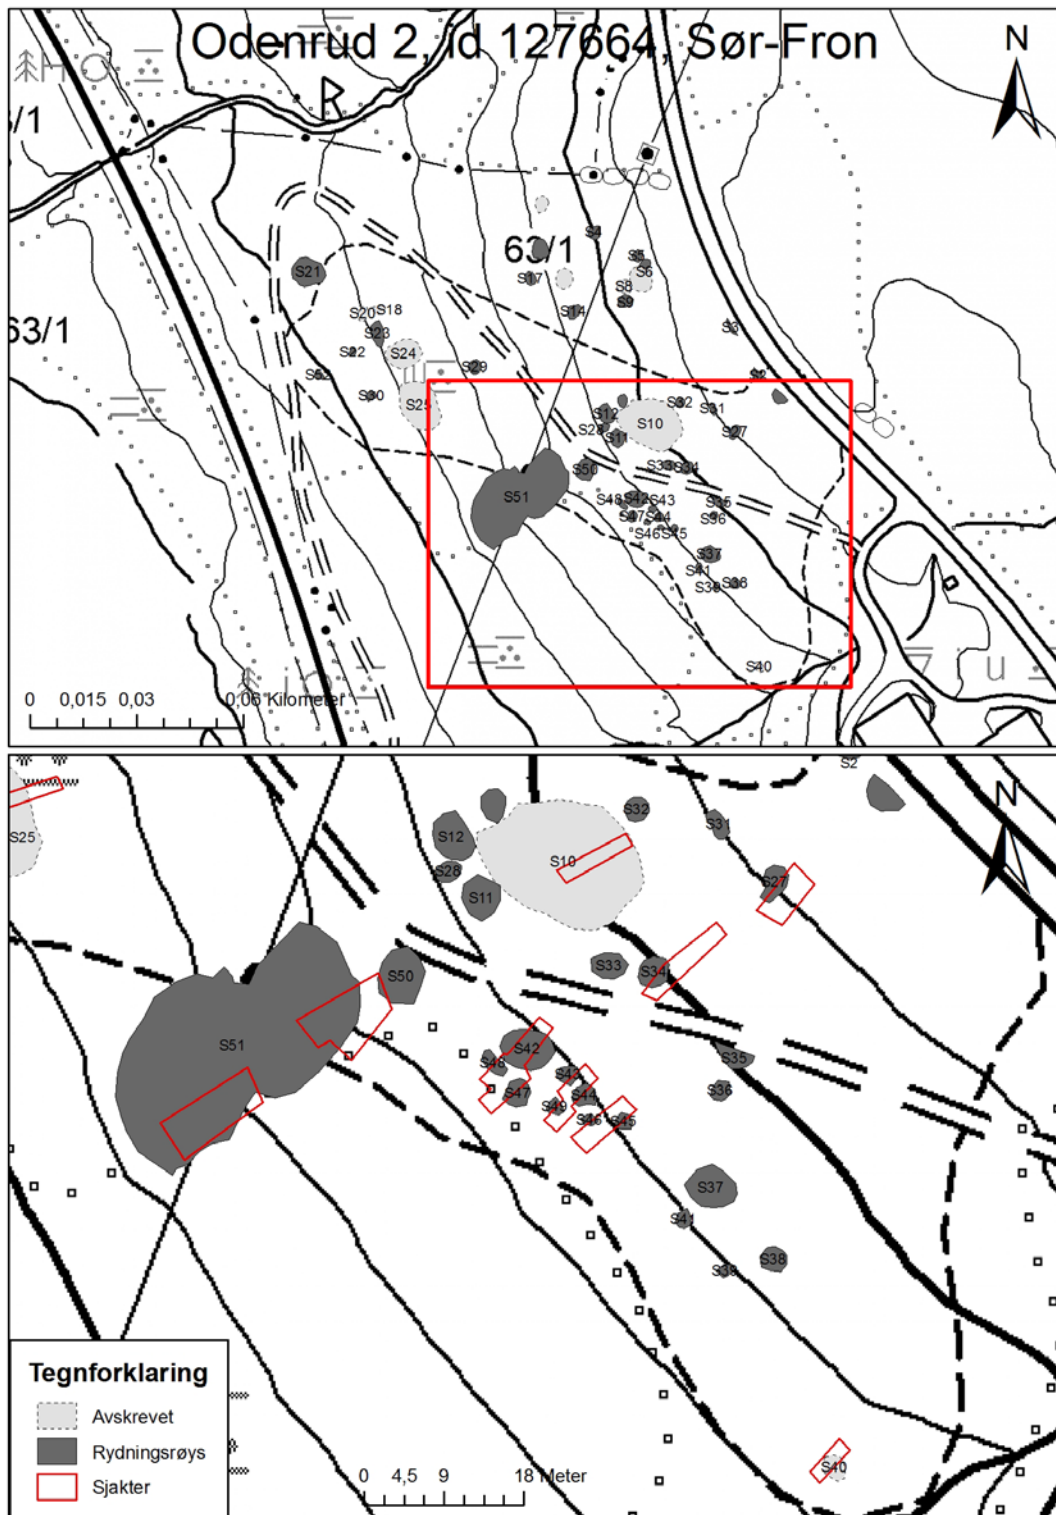 Odenrud 2, id 127664, Sør-Fron
N
63/1
S4
S5
S6
S17
S8
S9
S14
S21
S20 S18
S23
S22
S24
S52
S29
S30
S25
S3
S2
S32
S31
S12
S10
S28
S11
S27
S50
S33 S34
S51
S48 S42 S43
S47 S44
S46 S45
S35
S36
S37
S41
S39 S38
S40
0 0,015 0,03 0,06 Kilometer
S2
N
S25
S12
S10
S32
S31
S28
S11
S27
S50
S33
S34
S51
S42
S48
S43
S47
S44
S49
S46 S45
S35
S36
S37
S41
S38
S39
S40
Tegnforklaring
Avskrevet
Rydningsrøys
Sjakter
0 4,5 9 18 Meter